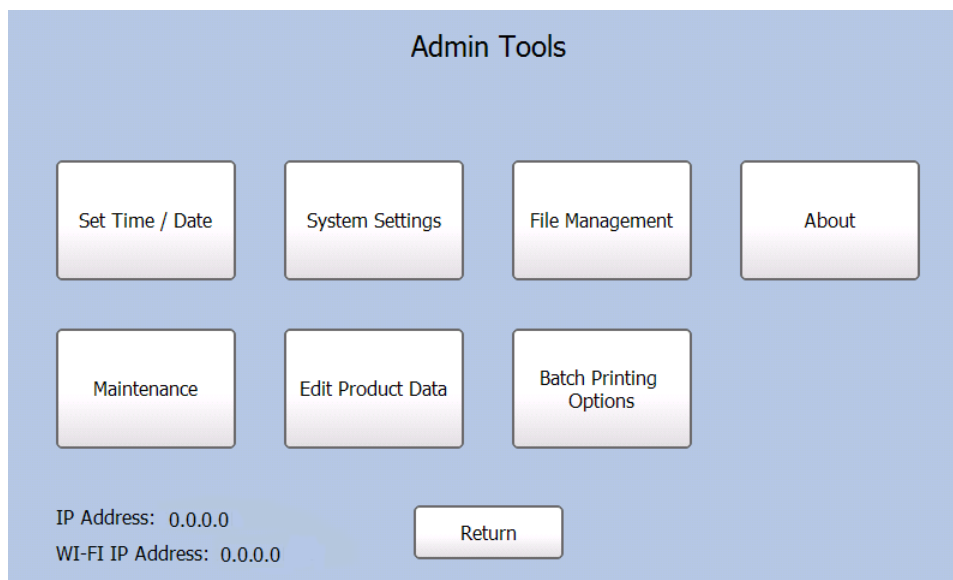 Admin Tools
Set Time / Date
System Settings
File Management
About
Maintenance
Edit Product Data
Batch Printing
Options
IP Address: 0.0.0.0
WI-FI IP Address: 0.0.0.0
Return